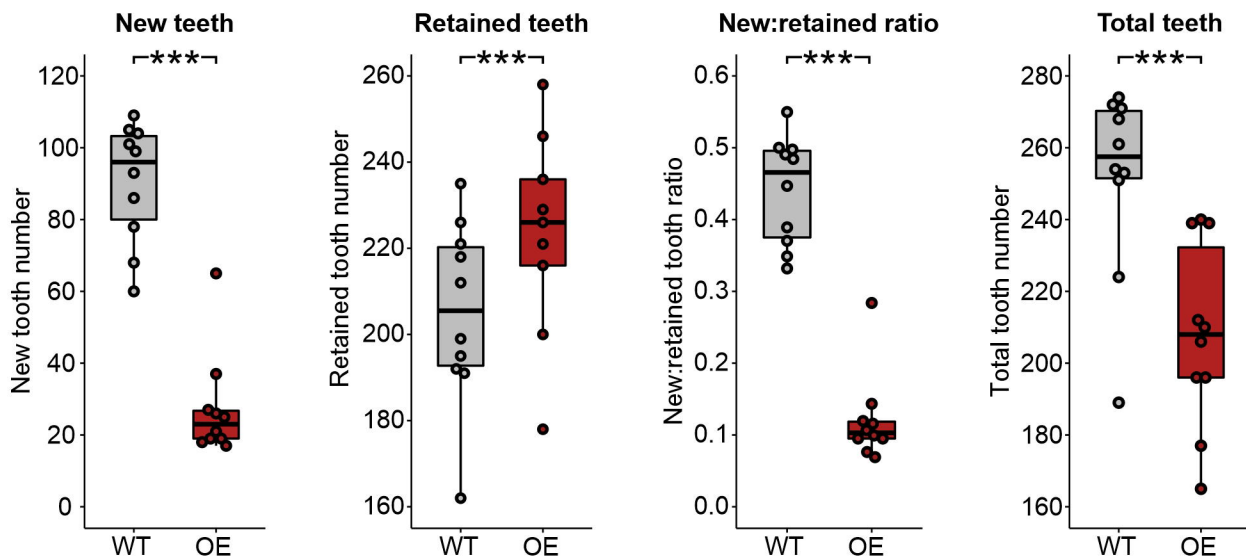 New teeth
***
New tooth number
120
100
80
60
40
20
0
WT OE
Retained teeth
***
Retained tooth number
260
240
220
200
180
160
WT OE
New:retained ratio
***
New:retained tooth ratio
0.6
0.5
0.4
0.3
0.2
0.1
0.0
WT OE
Total teeth
***
Total tooth number
280
260
240
220
200
180
160
WT OE